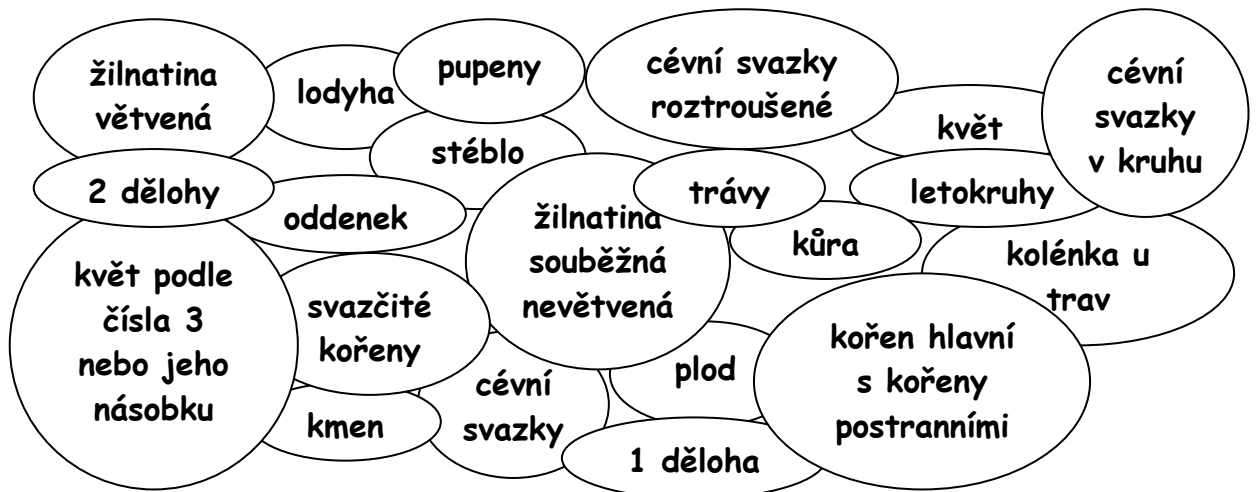 žilnatina
větvená
lodyha
pupeny
cévní svazky
roztroušené
květ
cévní
svazky
v kruhu
stéblo
2 dělohy
oddenek
žilnatina
souběžná
nevětvená
trávy
letokruhy
kůra
kolénka u
trav
květ podle
čísla 3
nebo jeho
násobku
svazčité
kořeny
kmen
cévní
svazky
plod
1 děloha
kořen hlavní
s kořeny
postranními